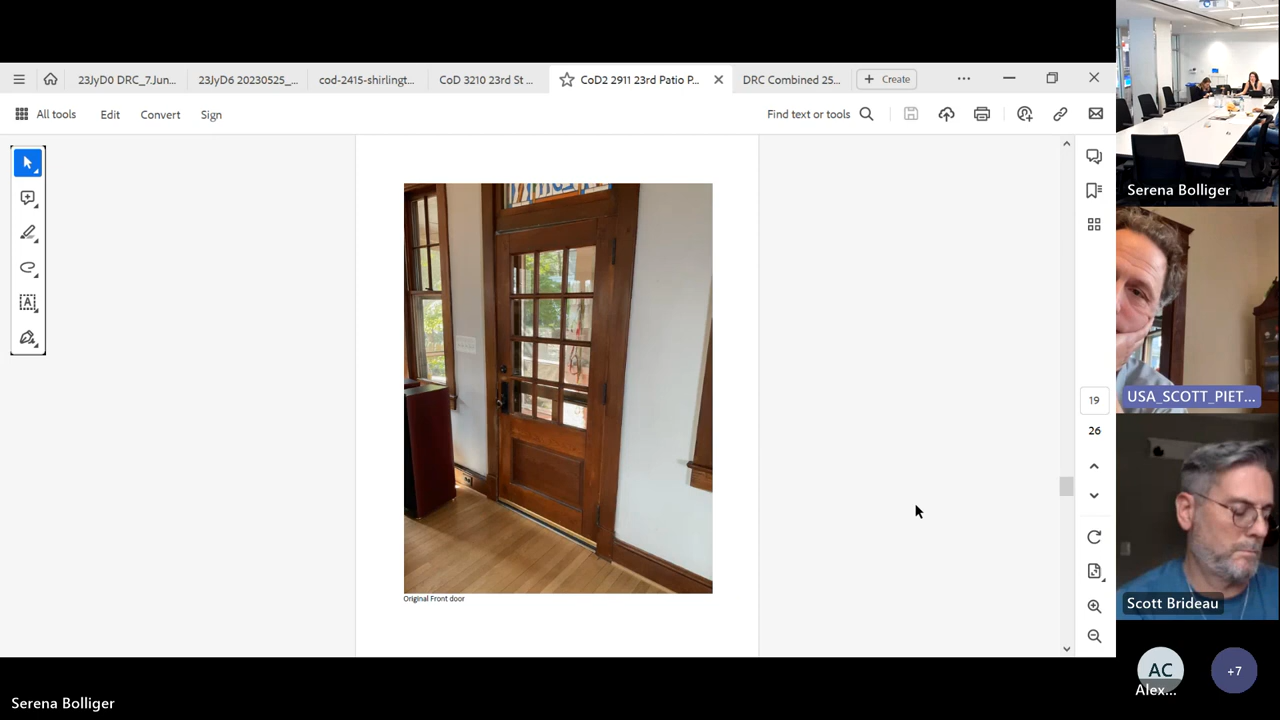 23JyD0 DRC_7.Jun...
23JyD6 20230525_...
cod-2415-shirlingt...
CoD 3210 23rd St ...
CoD2 2911 23rd Patio P...
DRC Combined 25...
Create
All tools
Edit
Convert
Sign
Find text or tools
Original Front door
19
26
Serena Bolliger
USA_SCOTT_PIET...
Scott Brideau
AC
Alex...
+7
Serena Bolliger